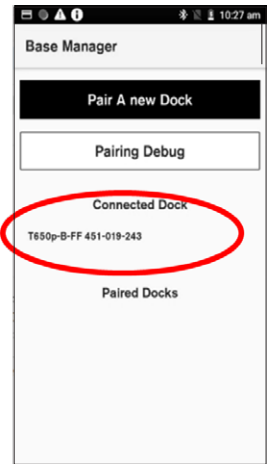 10:27 am
Base Manager
Pair A new Dock
Pairing Debug
Connected Dock
T650p-B-FF 451-019-243
Paired Docks